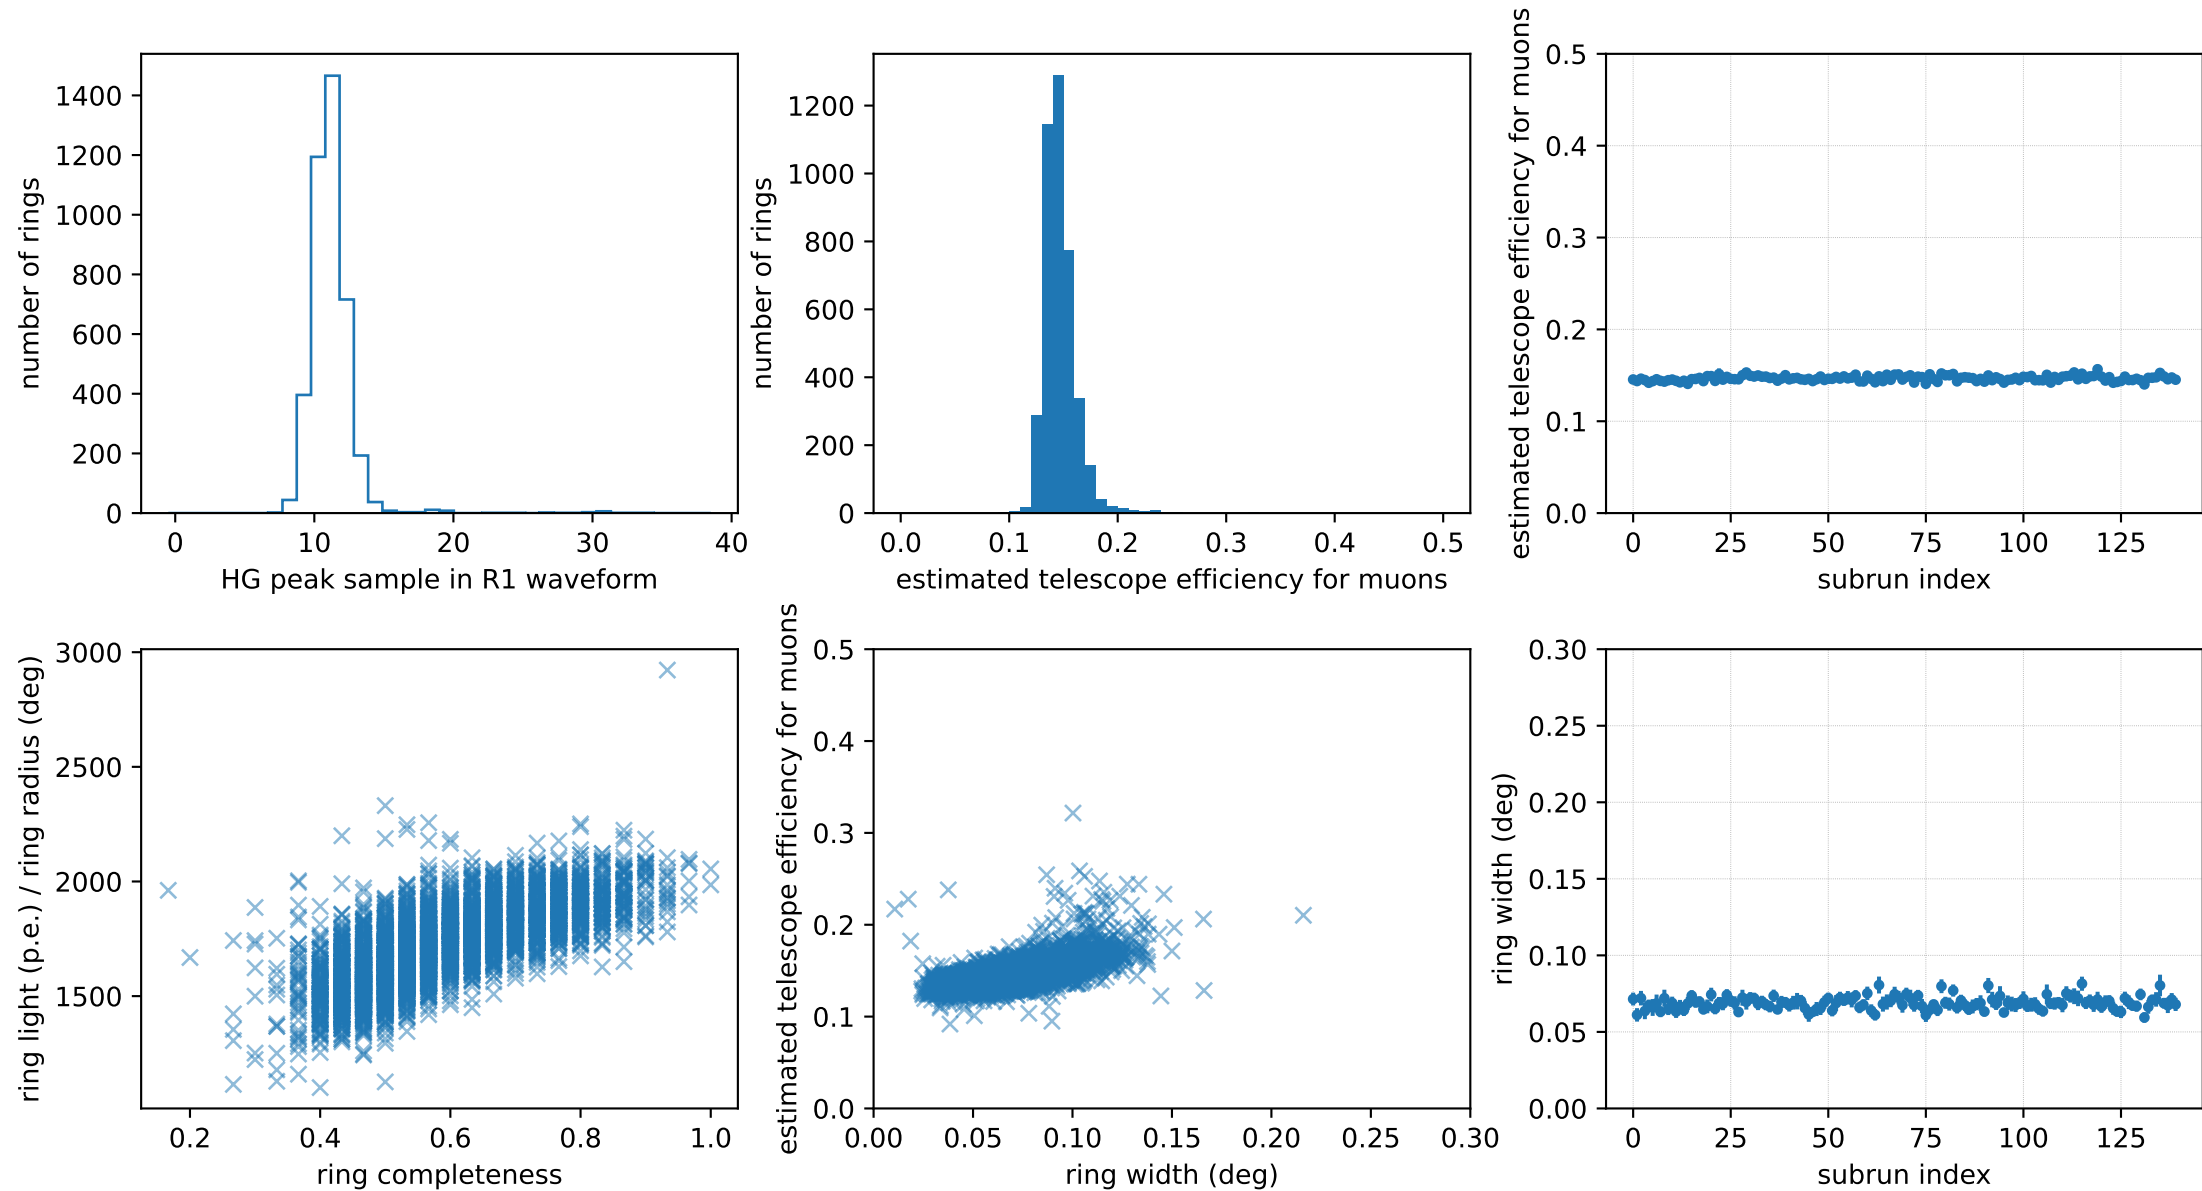 number of rings
1400
1200
1000
800
600
400
200
0
0 10 20 30 40
HG peak sample in R1 waveform
number of rings
1200
1000
800
600
400
200
0
0.0 0.1 0.2 0.3 0.4 0.5
estimated telescope efficiency for muons
estimated telescope efficiency for muons
0.5
0.4
0.3
0.2
0.1
0.0
0 25 50 75 100 125
subrun index
ring light (p.e.) / ring radius (deg)
3000
2500
2000
1500
0.2 0.4 0.6 0.8 1.0
ring completeness
estimated telescope efficiency for muons
0.5
0.4
0.3
0.2
0.1
0.0
0.00 0.05 0.10 0.15 0.20 0.25 0.30
ring width (deg)
ring width (deg)
0.30
0.25
0.20
0.15
0.10
0.05
0.00
0 25 50 75 100 125
subrun index